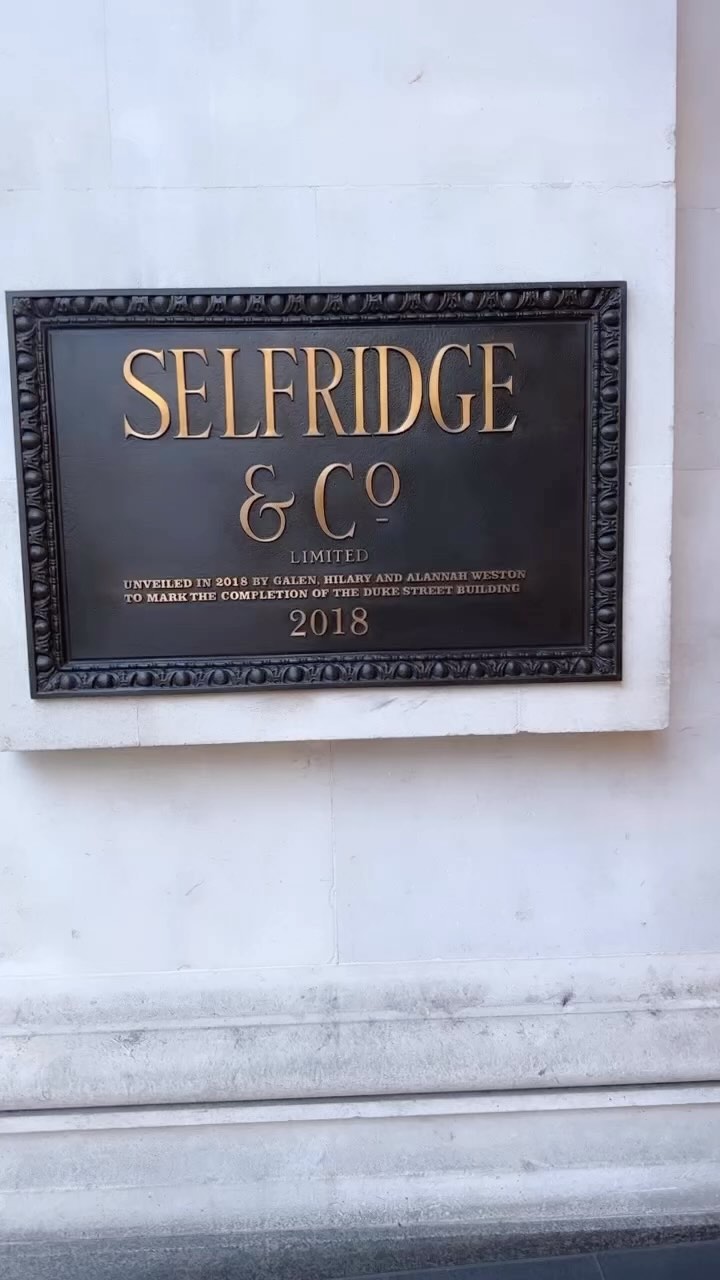 SELFRIDGE
& Cº
LIMITED
UNVEILED IN 2018 BY GALEN, HILARY AND ALANNAH WESTON
TO MARK THE COMPLETION OF THE DUKE STREET BUILDING
2018